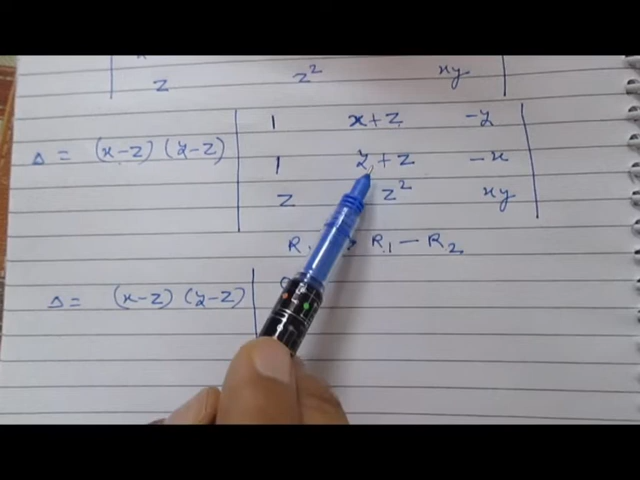 z z² xy
Δ = (x-z) (y-z) | 1 x+z -y |
1 y+z -x
z z² xy
R₁ R₁ - R₂
Δ = (x-z) (y-z) |